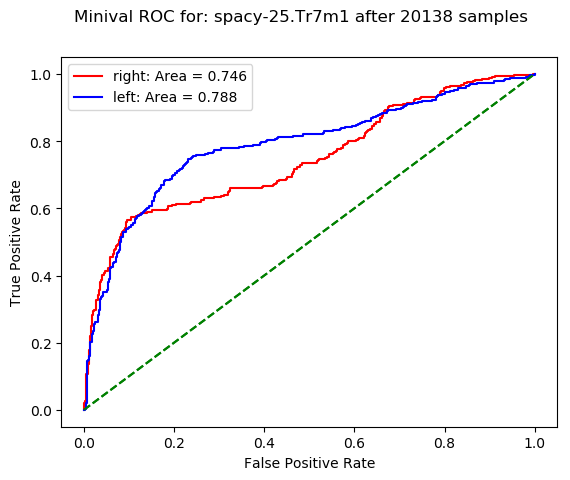 Minival ROC for: spacy-25.Tr7m1 after 20138 samples
right: Area = 0.746
left: Area = 0.788
True Positive Rate
1.0
0.8
0.6
0.4
0.2
0.0
0.0 0.2 0.4 0.6 0.8 1.0
False Positive Rate